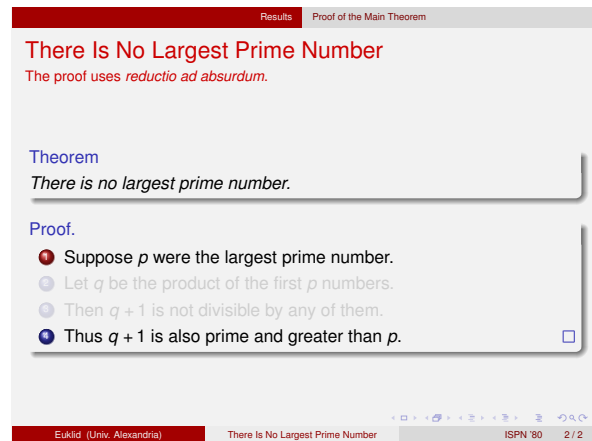 Results Proof of the Main Theorem
There Is No Largest Prime Number
The proof uses reductio ad absurdum.
Theorem
There is no largest prime number.
Proof.
1 Suppose p were the largest prime number.
2 Let q be the product of the first p numbers.
3 Then q + 1 is not divisible by any of them.
4 Thus q + 1 is also prime and greater than p.
Euklid (Univ. Alexandria) There Is No Largest Prime Number ISPN '80 2 / 2